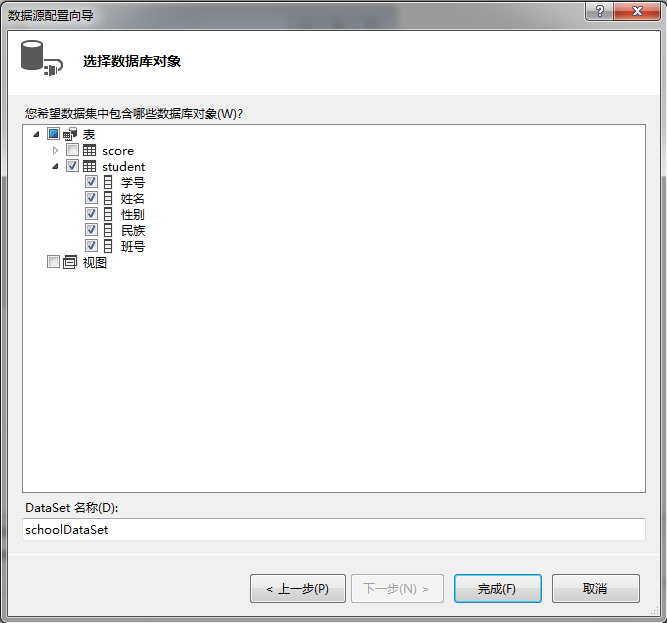 数据源配置向导
?
选择数据库对象
您希望数据集中包含哪些数据库对象(W)?
表
score
student
学号
姓名
性别
民族
班号
视图
DataSet 名称(D):
schoolDataSet
< 上一步(P) 下一步(N) > 完成(F) 取消